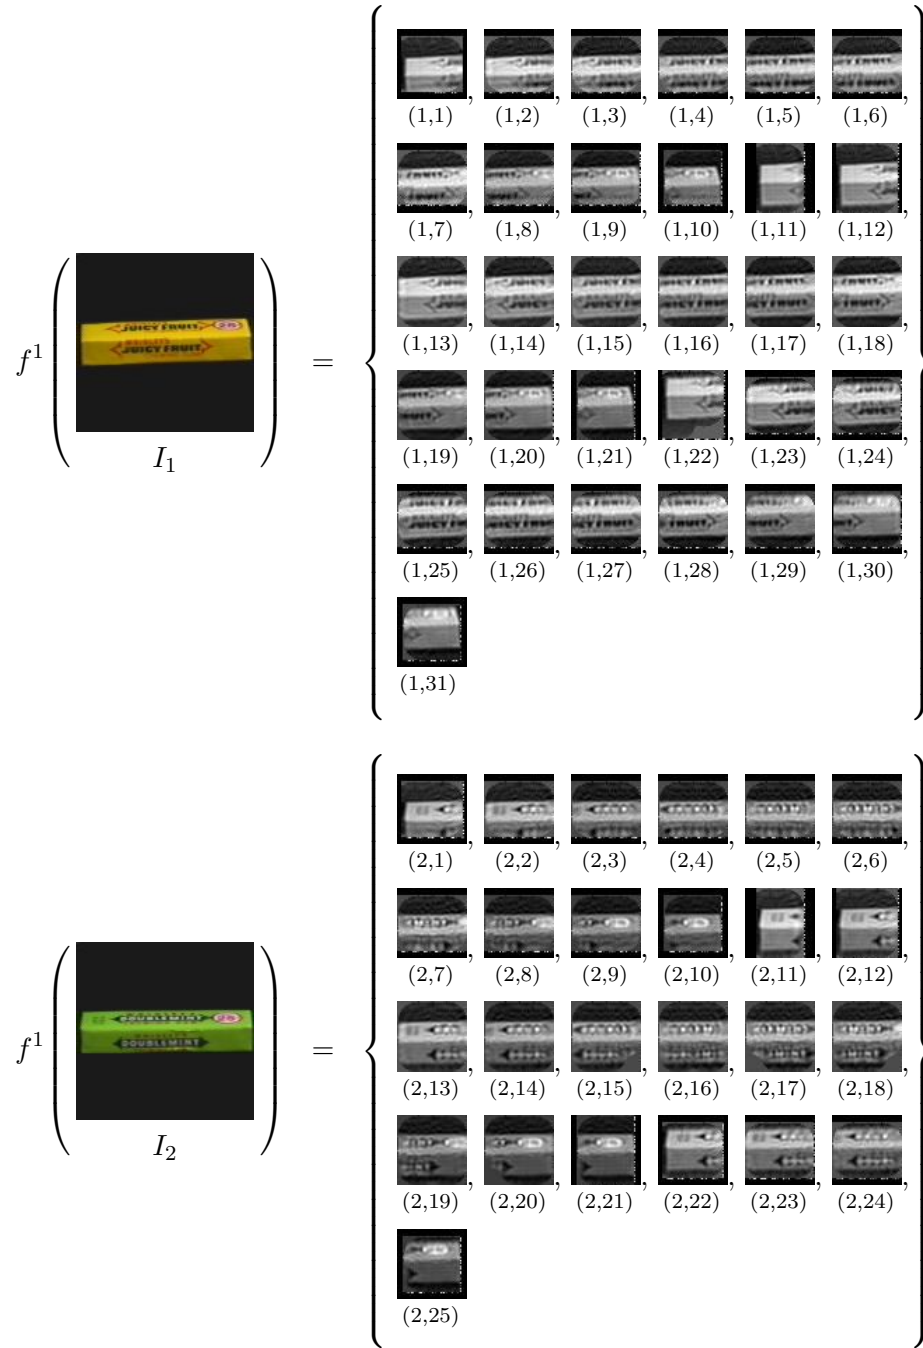 (1,1) (1,2) (1,3) (1,4) (1,5) (1,6)
(1,7) (1,8) (1,9) (1,10) (1,11) (1,12)
(1,13) (1,14) (1,15) (1,16) (1,17) (1,18)
f¹ ( JUICY FRUIT 25 JUICY FRUIT ) = {
I₁
(1,19) (1,20) (1,21) (1,22) (1,23) (1,24)
(1,25) (1,26) (1,27) (1,28) (1,29) (1,30)
(1,31)
(2,1) (2,2) (2,3) (2,4) (2,5) (2,6)
(2,7) (2,8) (2,9) (2,10) (2,11) (2,12)
f¹ ( DOUBLEMINT 25 DOUBLEMINT ) = {
(2,13) (2,14) (2,15) (2,16) (2,17) (2,18)
I₂
(2,19) (2,20) (2,21) (2,22) (2,23) (2,24)
(2,25)